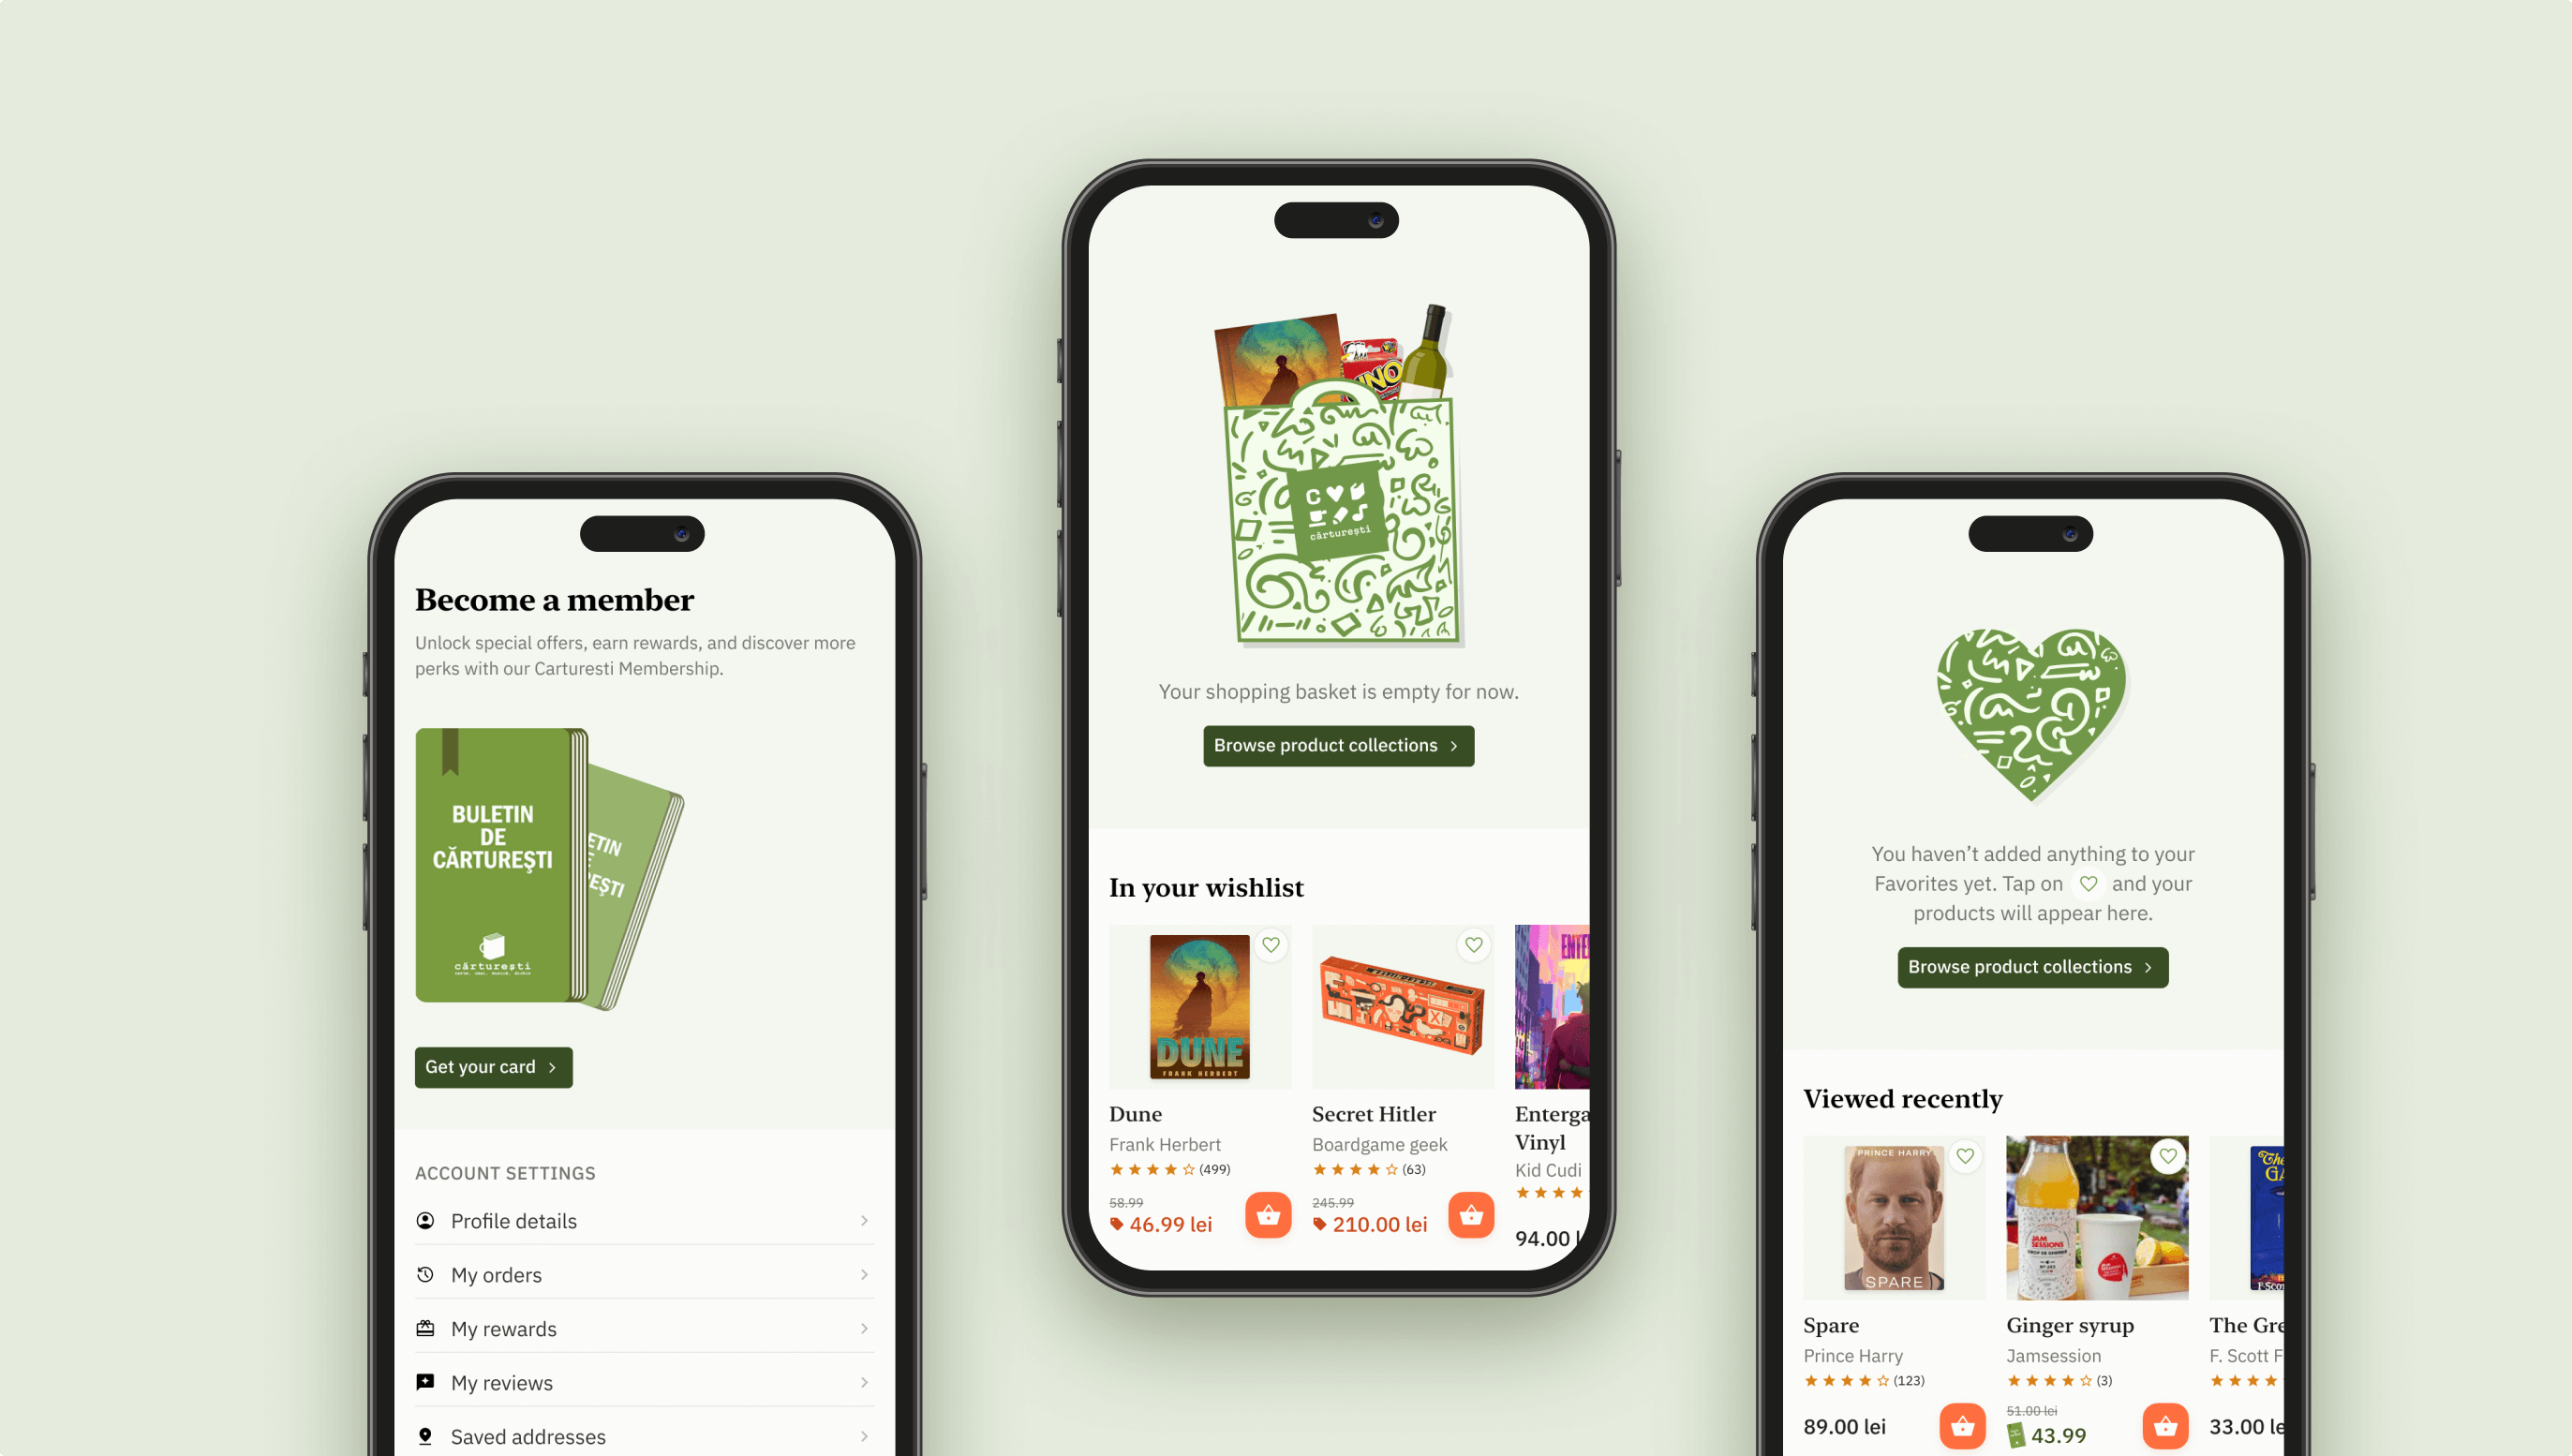 Become a member
Unlock special offers, earn rewards, and discover more
perks with our Carturesti Membership.
BULETIN
DE
CĂRTUREŞTI
ETIN
EŞTI
cărturești
Get your card
ACCOUNT SETTINGS
Profile details
My orders
My rewards
My reviews
Saved addresses
UNO
C
cărturești
Your shopping basket is empty for now.
Browse product collections
In your wishlist
DUNE
FRANK HERBERT
ENTE
Dune
Frank Herbert
(499)
58.99
46.99 lei
Secret Hitler
Boardgame geek
(63)
245.99
210.00 lei
Enterga
Vinyl
Kid Cudi
94.00 l
You haven’t added anything to your
Favorites yet. Tap on and your
products will appear here.
Browse product collections
Viewed recently
PRINCE HARRY
SPARE
JAM
SESSIONS
The
GA
F. SCO
Spare
Prince Harry
(123)
89.00 lei
Ginger syrup
Jamsession
(3)
51.00 lei
43.99
The Gre
F. Scott F
33.00 le